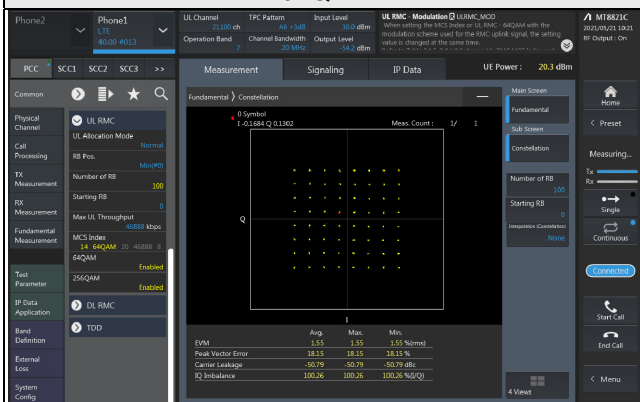 Phone2
Phone1
LTE
40.00 #013
UL Channel
21100 ch
TPC Pattern
Alt +3dB
Input Level
30.0 dBm
Operation Band
7
Channel Bandwidth
20 MHz
Output Level
-54.2 dBm
UL RMC - Modulation ULRMC_MOD
When setting the MCS Index or UL RMC - 64QAM with the
modulation scheme used for the RMC uplink signal, the setting
value is changed at the same time.
MT8821C
2021/05/21 10:21
RF Output : On
PCC
SCC1
SCC2
SCC3
>>
Measurement
Signaling
IP Data
UE Power : 20.3 dBm
Common
Physical
Channel
Call
Processing
TX
Measurement
RX
Measurement
Fundamental
Measurement
Test
Parameter
IP Data
Application
Band
Definition
External
Loss
System
Config
UL RMC
UL Allocation Mode
Normal
RB Pos.
Min(#0)
Number of RB
100
Starting RB
0
Max UL Throughput
46888 kbps
MCS Index
14 64QAM 20 46888 8
64QAM
Enabled
256QAM
Enabled
DL RMC
TDD
Fundamental 〉 Constellation
0 Symbol
I -0.1684 Q 0.1302
Meas. Count : 1/ 1
Q
I
Avg. Max. Min.
EVM 1.55 1.55 1.55 %(rms)
Peak Vector Error 18.15 18.15 18.15 %
Carrier Leakage -50.79 -50.79 -50.79 dBc
IQ Imbalance 100.26 100.26 100.26 %(I/Q)
Main Screen
Fundamental
Sub Screen
Constellation
Number of RB
100
Starting RB
0
Interpolation (Constellation)
None
4 Views
Home
< Preset
Measuring...
Tx
Rx
Single
Continuous
Connected
Start Call
End Call
< Menu